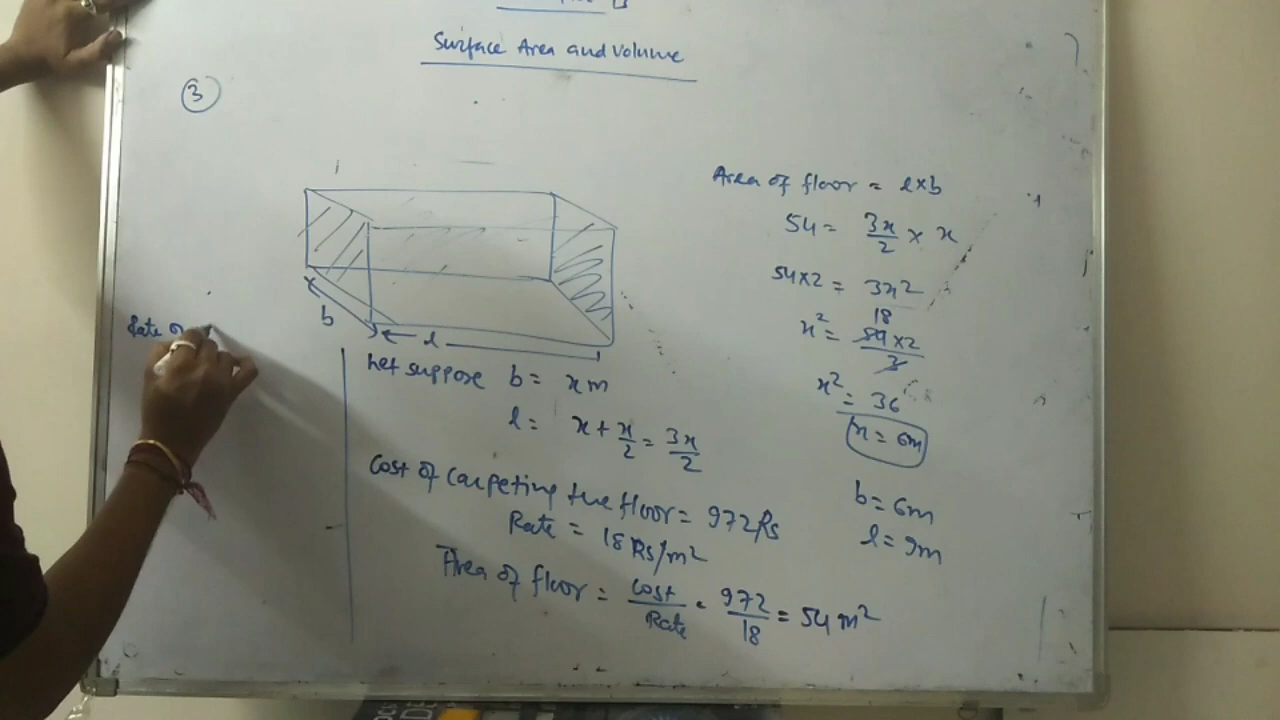 Surface Area and Volume
3
b
l
Let suppose b = x m
l = x + x/2 = 3x/2
Cost of Carpeting the floor = 972 Rs
Rate = 18 Rs/m²
Area of floor = Cost/Rate = 972/18 = 54 m²
Area of floor = l×b
54 = 3x/2 × x
54×2 = 3x²
18
x² = 54×2/3
x² = 36
x = 6m
b = 6m
l = 9m
Rate o